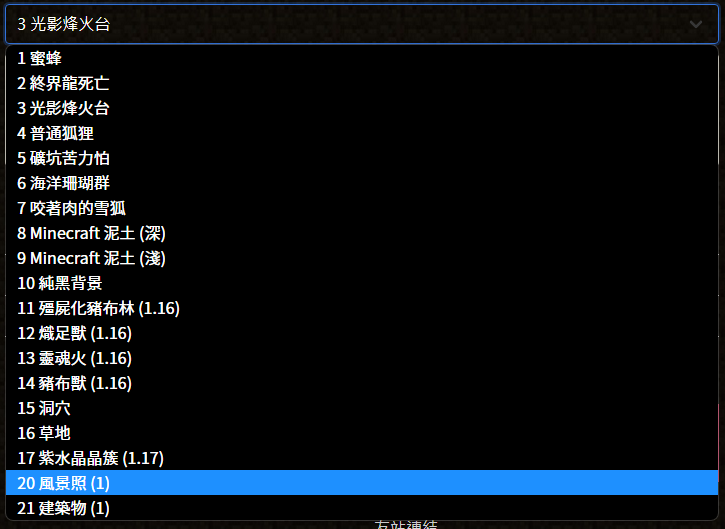 3 光影烽火台
1 蜜蜂
2 終界龍死亡
3 光影烽火台
4 普通狐狸
5 礦坑苦力怕
6 海洋珊瑚群
7 咬著肉的雪狐
8 Minecraft 泥土 (深)
9 Minecraft 泥土 (淺)
10 純黑背景
11 殭屍化豬布林 (1.16)
12 熾足獸 (1.16)
13 靈魂火 (1.16)
14 豬布獸 (1.16)
15 洞穴
16 草地
17 紫水晶晶簇 (1.17)
20 風景照 (1)
21 建築物 (1)
友站連結